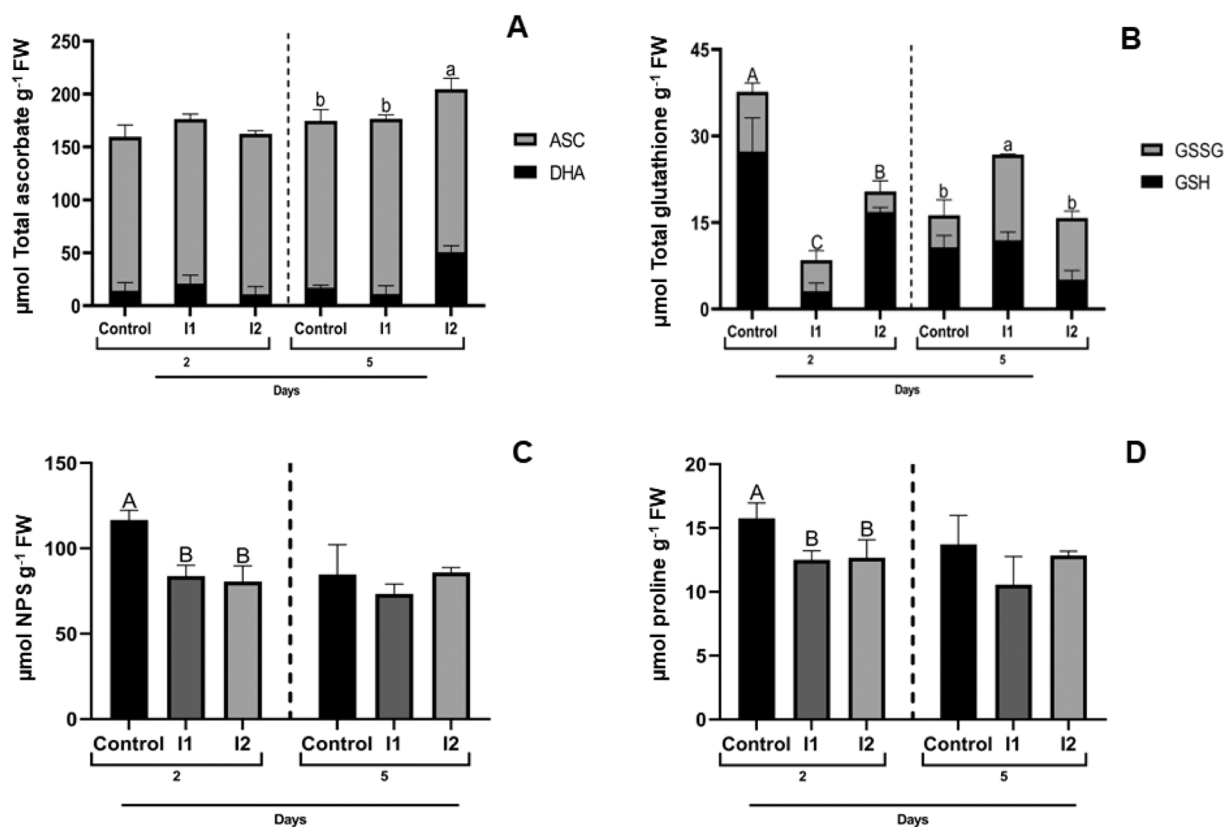 A
µmol Total ascorbate g⁻¹ FW
250
200
150
100
50
0
b b a
ASC
DHA
Control I1 I2 Control I1 I2
2 5
Days
B
µmol Total glutathione g⁻¹ FW
45
30
15
0
A C B b a b
GSSG
GSH
Control I1 I2 Control I1 I2
2 5
Days
C
µmol NPS g⁻¹ FW
150
100
50
0
A B B
Control I1 I2 Control I1 I2
2 5
Days
D
µmol proline g⁻¹ FW
20
15
10
5
0
A B B
Control I1 I2 Control I1 I2
2 5
Days